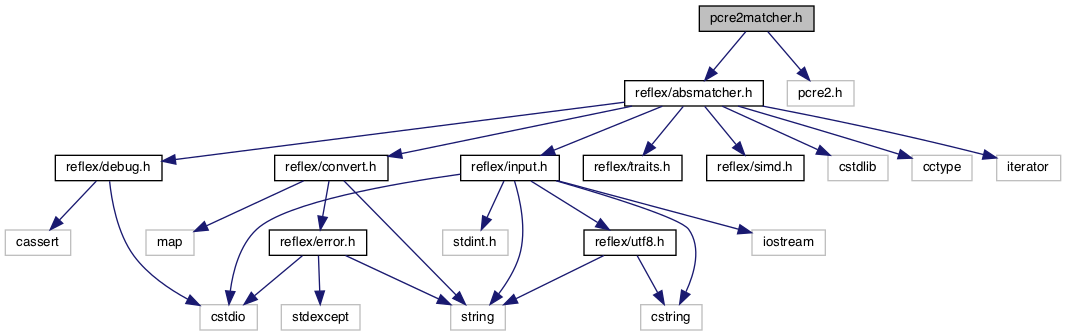 pcre2matcher.h
reflex/absmatcher.h
pcre2.h
reflex/debug.h
reflex/convert.h
reflex/input.h
reflex/traits.h
reflex/simd.h
cstdlib
cctype
iterator
cassert
map
reflex/error.h
stdint.h
reflex/utf8.h
iostream
cstdio
stdexcept
string
cstring